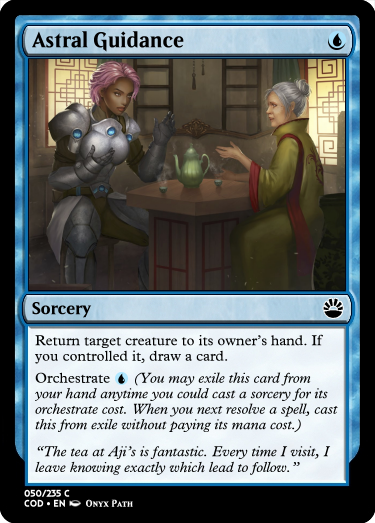 Astral Guidance
Sorcery
Return target creature to its owner's hand. If
you controlled it, draw a card.
Orchestrate (You may exile this card from
your hand anytime you could cast a sorcery for its
orchestrate cost. When you next resolve a spell, cast
this from exile without paying its mana cost.)
“The tea at Aji's is fantastic. Every time I visit, I
leave knowing exactly which lead to follow.”
050/235 C
COD • EN Onyx Path